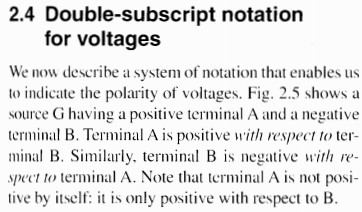 2.4 Double-subscript notation
for voltages
We now describe a system of notation that enables us
to indicate the polarity of voltages. Fig. 2.5 shows a
source G having a positive terminal A and a negative
terminal B. Terminal A is positive with respect to ter-
minal B. Similarly, terminal B is negative with re-
spect to terminal A. Note that terminal A is not posi-
tive by itself: it is only positive with respect to B.